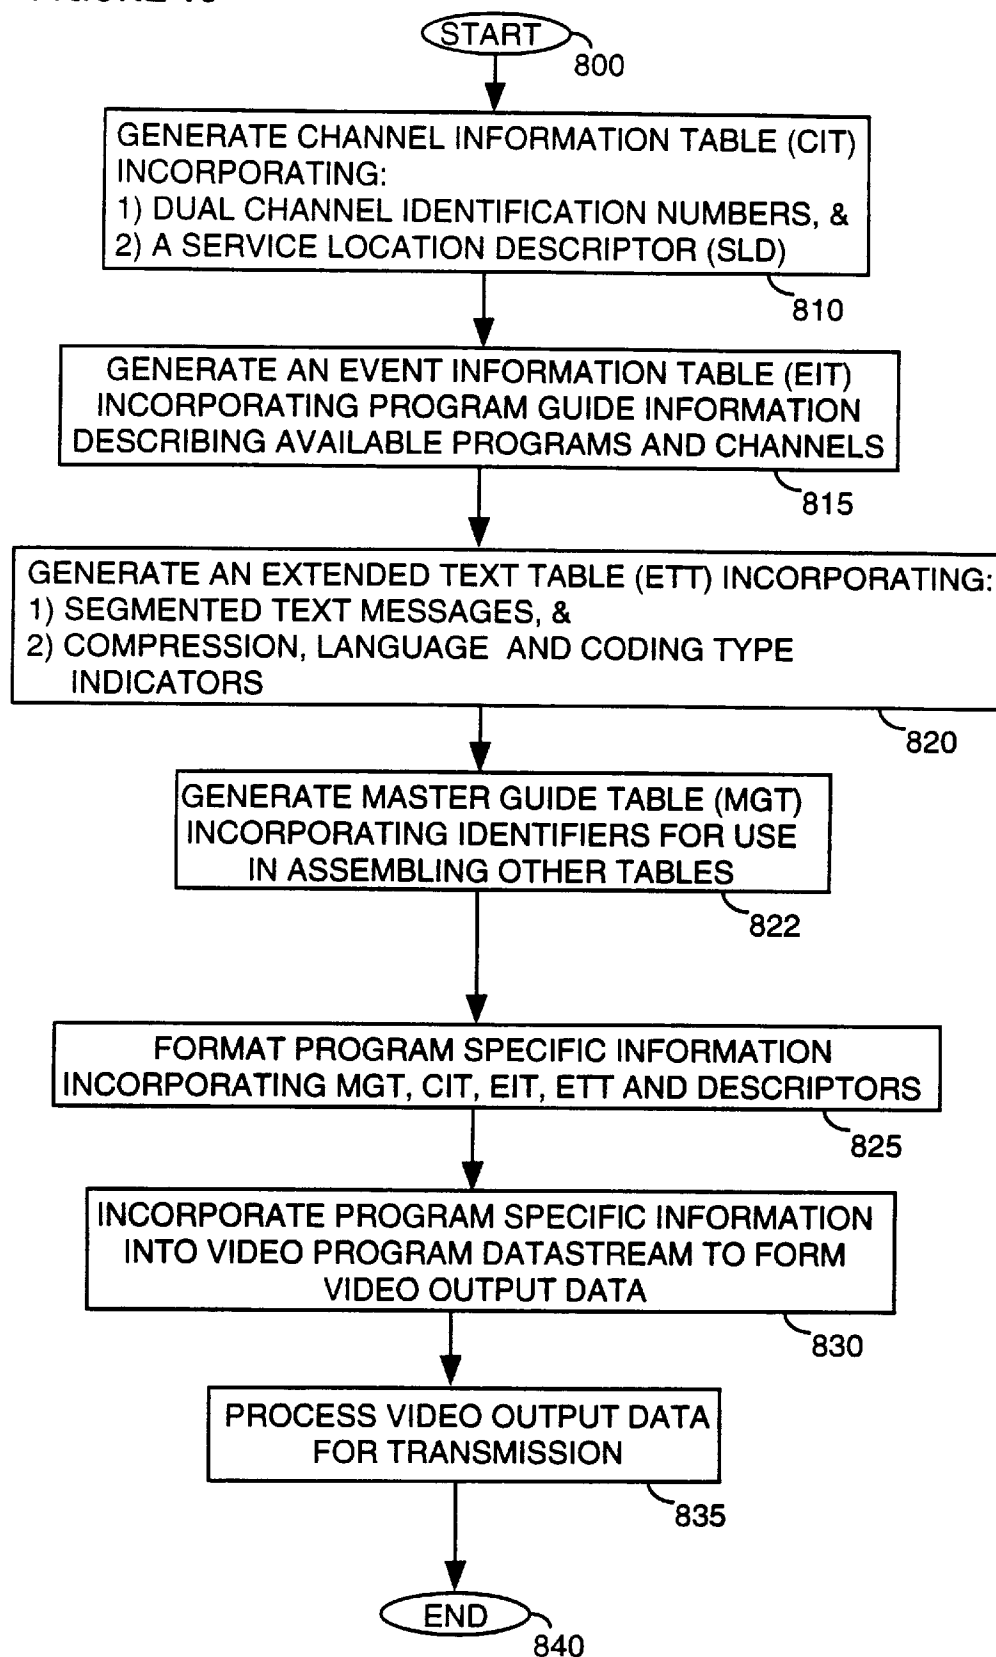 START
800
GENERATE CHANNEL INFORMATION TABLE (CIT)
INCORPORATING:
1) DUAL CHANNEL IDENTIFICATION NUMBERS, &
2) A SERVICE LOCATION DESCRIPTOR (SLD)
810
GENERATE AN EVENT INFORMATION TABLE (EIT)
INCORPORATING PROGRAM GUIDE INFORMATION
DESCRIBING AVAILABLE PROGRAMS AND CHANNELS
815
GENERATE AN EXTENDED TEXT TABLE (ETT) INCORPORATING:
1) SEGMENTED TEXT MESSAGES, &
2) COMPRESSION, LANGUAGE AND CODING TYPE
INDICATORS
820
GENERATE MASTER GUIDE TABLE (MGT)
INCORPORATING IDENTIFIERS FOR USE
IN ASSEMBLING OTHER TABLES
822
FORMAT PROGRAM SPECIFIC INFORMATION
INCORPORATING MGT, CIT, EIT, ETT AND DESCRIPTORS
825
INCORPORATE PROGRAM SPECIFIC INFORMATION
INTO VIDEO PROGRAM DATASTREAM TO FORM
VIDEO OUTPUT DATA
830
PROCESS VIDEO OUTPUT DATA
FOR TRANSMISSION
835
END
840